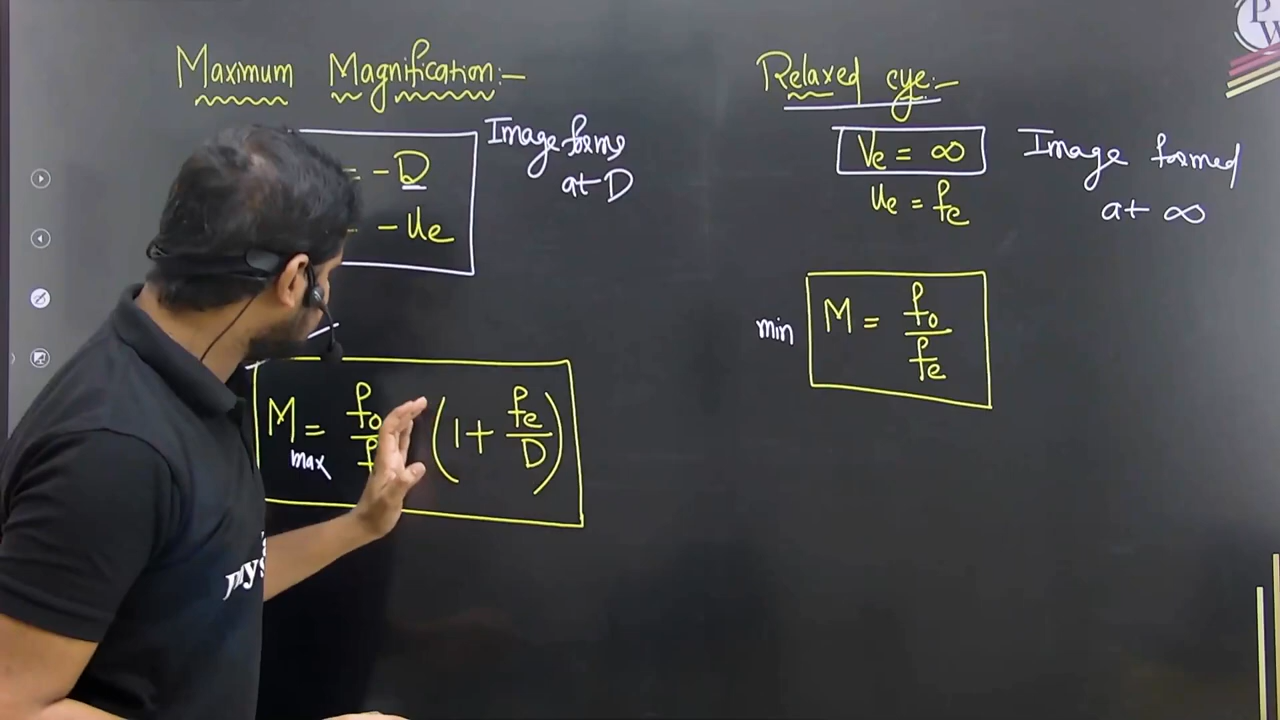 Maximum Magnification:-
= -D
= -ue
Image forms
at D
M max = fo/f (1 + fe/D)
Relaxed eye:-
Ve = ∞
ue = fe
Image formed
at ∞
min
M = fo/fe
PW